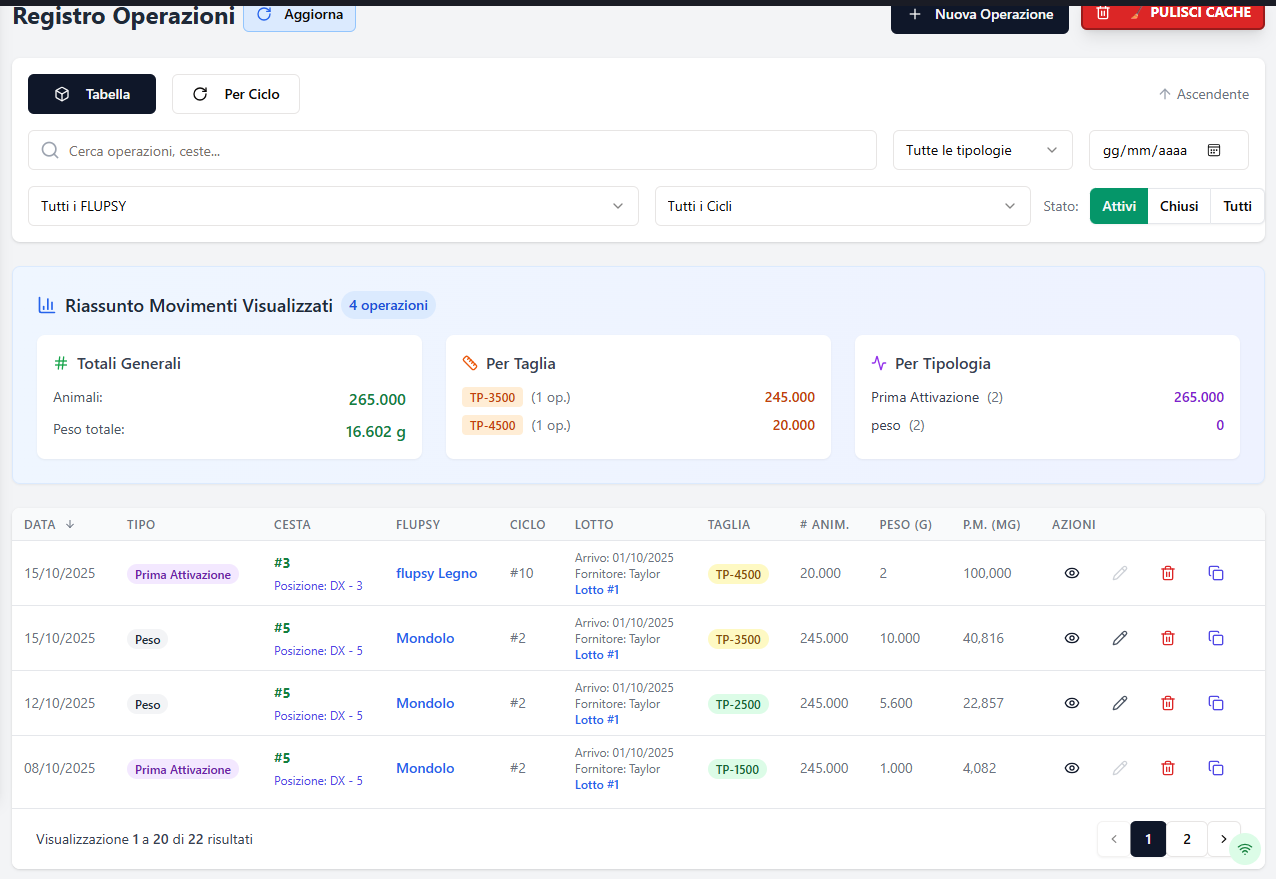 Registro Operazioni Aggiorna Nuova Operazione PULISCI CACHE
Tabella Per Ciclo Ascendente
Cerca operazioni, ceste... Tutte le tipologie gg/mm/aaaa
Tutti i FLUPSY Tutti i Cicli Stato: Attivi Chiusi Tutti
Riassunto Movimenti Visualizzati 4 operazioni
# Totali Generali
Animali: 265.000
Peso totale: 16.602 g
Per Taglia
TP-3500 (1 op.) 245.000
TP-4500 (1 op.) 20.000
Per Tipologia
Prima Attivazione (2) 265.000
peso (2) 0
DATA ↓ TIPO CESTA FLUPSY CICLO LOTTO TAGLIA # ANIM. PESO (G) P.M. (MG) AZIONI
15/10/2025 Prima Attivazione #3 Posizione: DX - 3 flupsy Legno #10 Arrivo: 01/10/2025 Fornitore: Taylor Lotto #1 TP-4500 20.000 2 100,000
15/10/2025 Peso #5 Posizione: DX - 5 Mondolo #2 Arrivo: 01/10/2025 Fornitore: Taylor Lotto #1 TP-3500 245.000 10.000 40,816
12/10/2025 Peso #5 Posizione: DX - 5 Mondolo #2 Arrivo: 01/10/2025 Fornitore: Taylor Lotto #1 TP-2500 245.000 5.600 22,857
08/10/2025 Prima Attivazione #5 Posizione: DX - 5 Mondolo #2 Arrivo: 01/10/2025 Fornitore: Taylor Lotto #1 TP-1500 245.000 1.000 4,082
Visualizzazione 1 a 20 di 22 risultati 1 2